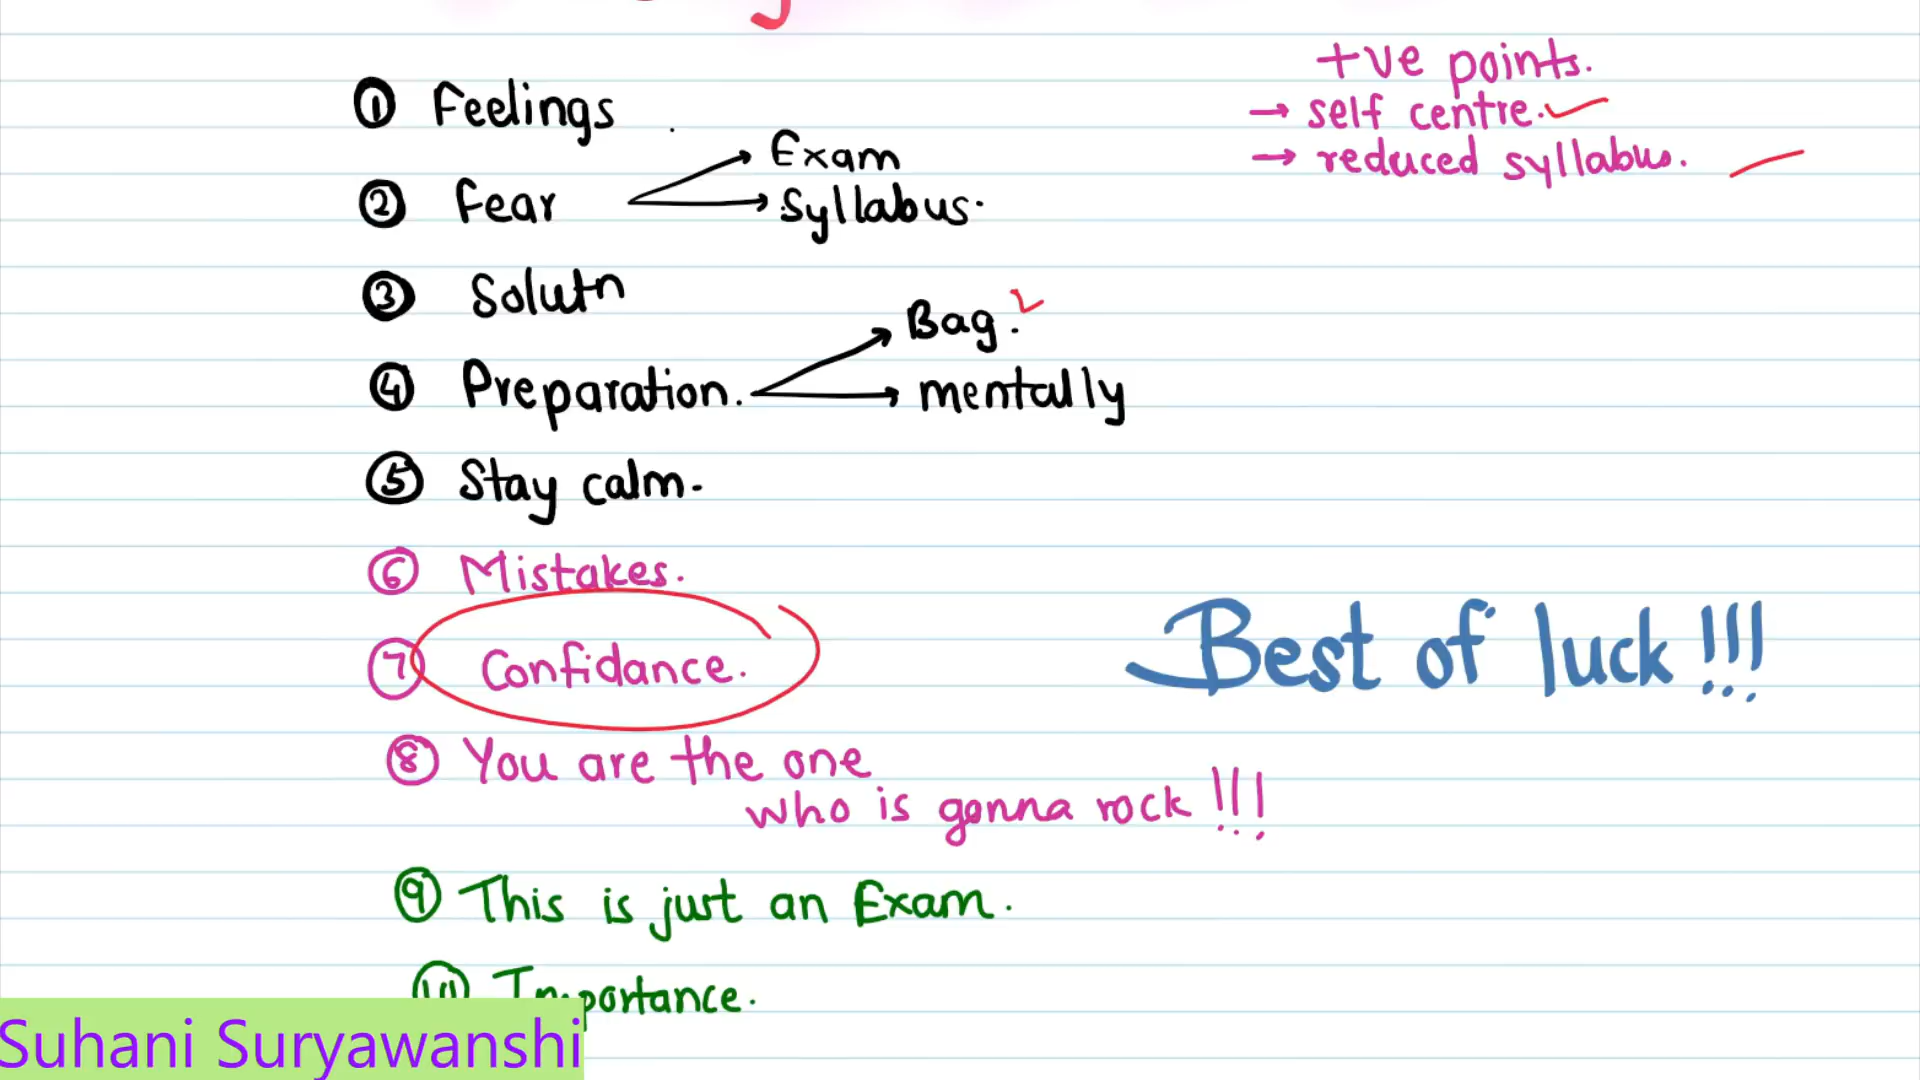 +ve points.
① Feelings
→ self centre.
Exam
→ reduced syllabus.
② Fear
Syllabus.
③ Solutn
Bag.
④ Preparation.
mentally
⑤ Stay calm.
⑥ Mistakes.
Best of luck !!!
⑦ Confidance.
⑧ You are the one
who is gonna rock !!!
⑨ This is just an Exam.
⑩ Importance.
Suhani Suryawanshi